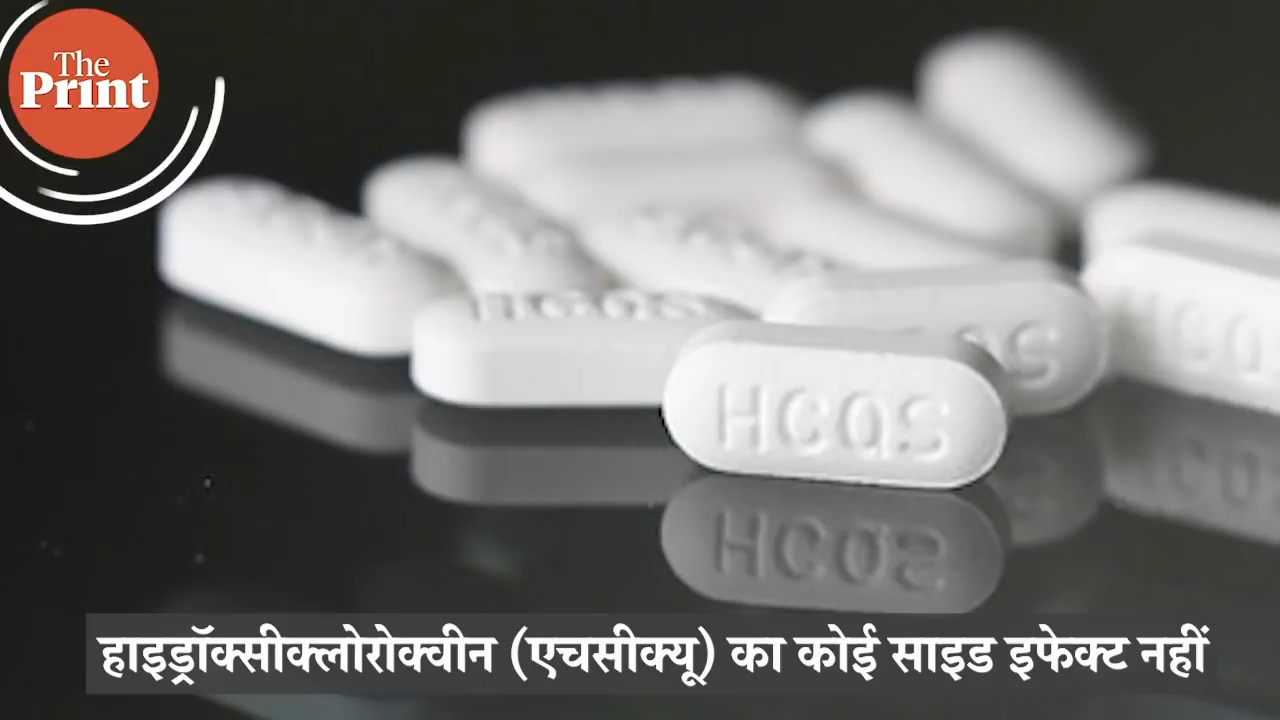 The
Print
HCQS
HCQS
हाइड्रॉक्सीक्लोरोक्वीन (एचसीक्यू) का कोई साइड इफेक्ट नहीं